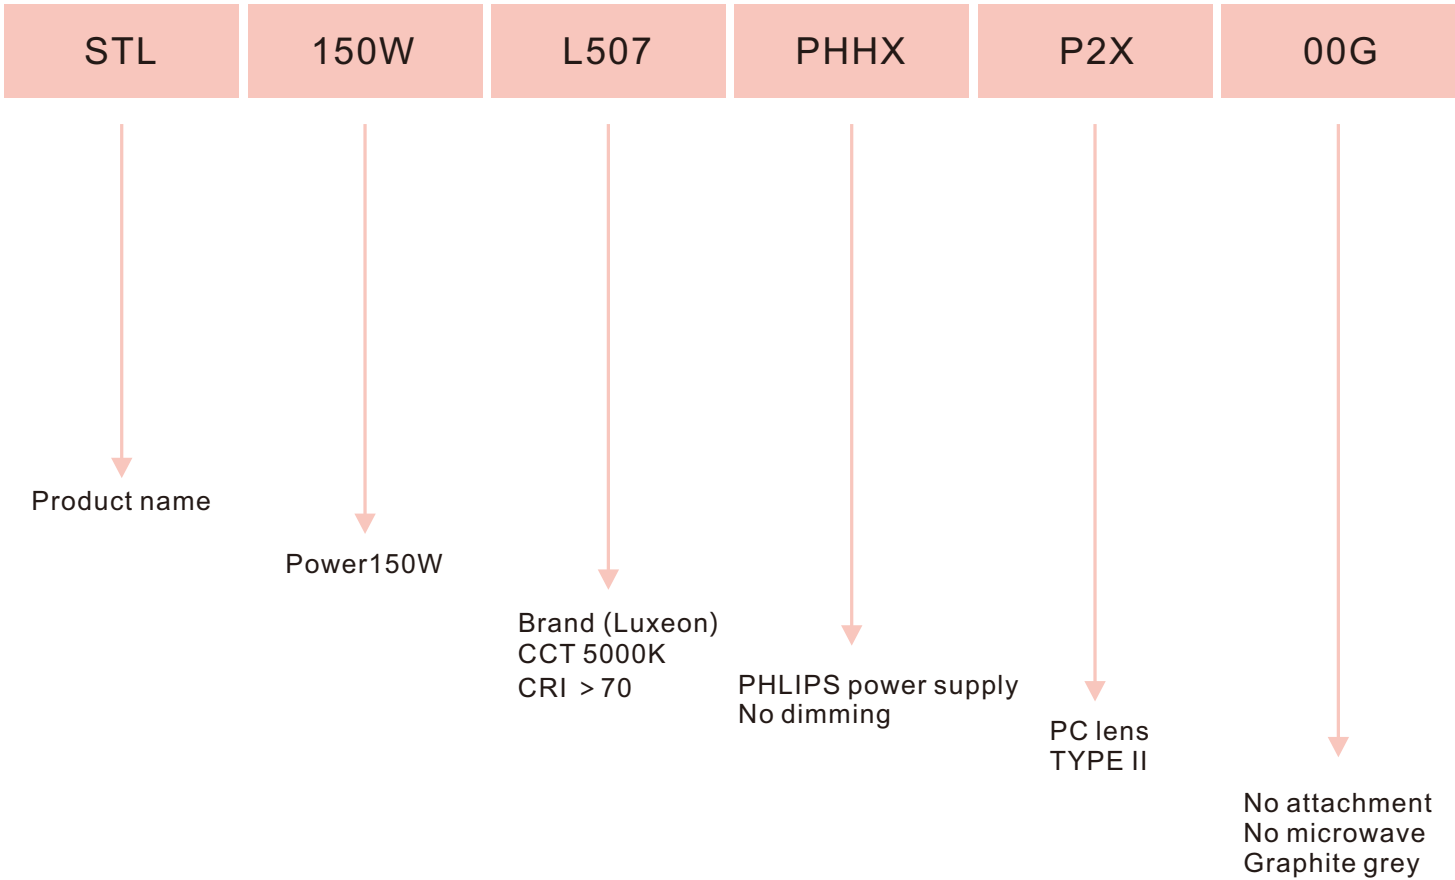 STL
150W
L507
PHHX
P2X
00G
Product name
Power150W
Brand (Luxeon)
CCT 5000K
CRI >70
PHLIPS power supply
No dimming
PC lens
TYPE II
No attachment
No microwave
Graphite grey